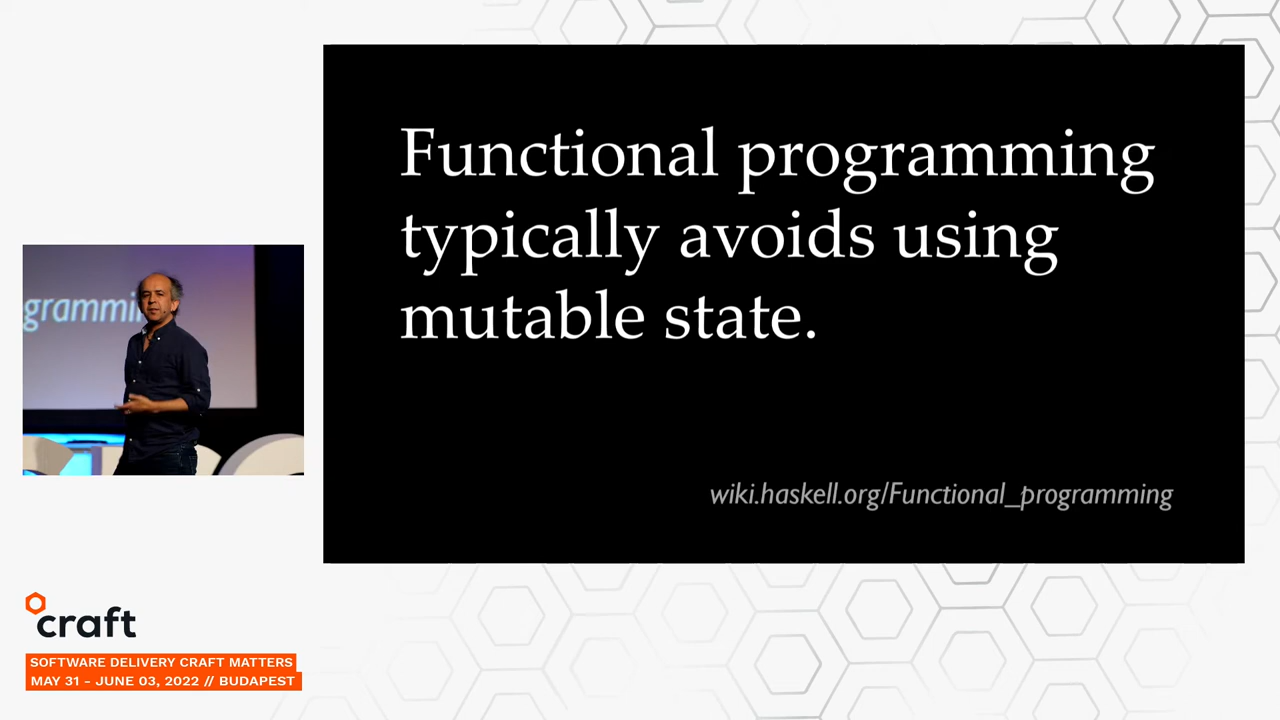 Functional programming
typically avoids using
mutable state.
wiki.haskell.org/Functional_programming
craft
SOFTWARE DELIVERY CRAFT MATTERS
MAY 31 - JUNE 03, 2022 // BUDAPEST